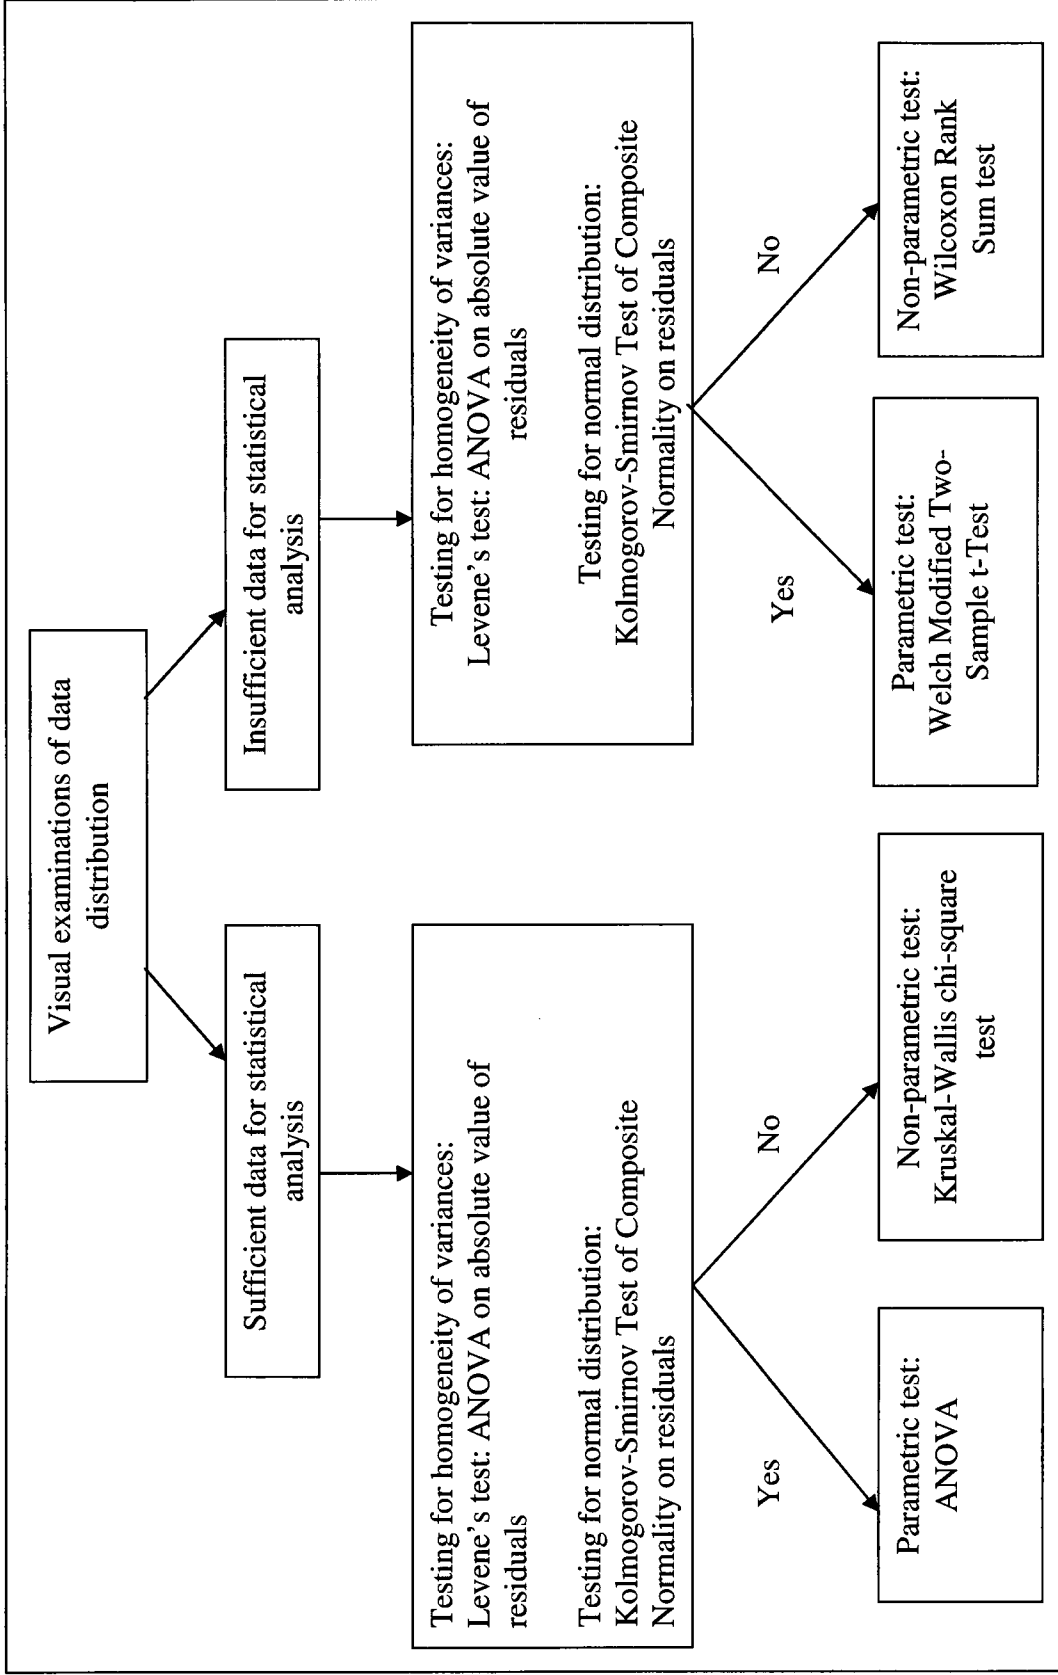 Visual examinations of data
distribution
Sufficient data for statistical
analysis
Insufficient data for statistical
analysis
Testing for homogeneity of variances:
Levene's test: ANOVA on absolute value of
residuals
Testing for normal distribution:
Kolmogorov-Smirnov Test of Composite
Normality on residuals
Testing for homogeneity of variances:
Levene's test: ANOVA on absolute value of
residuals
Testing for normal distribution:
Kolmogorov-Smirnov Test of Composite
Normality on residuals
Yes
No
Yes
No
Parametric test:
ANOVA
Non-parametric test:
Kruskal-Wallis chi-square
test
Parametric test:
Welch Modified Two-
Sample t-Test
Non-parametric test:
Wilcoxon Rank
Sum test